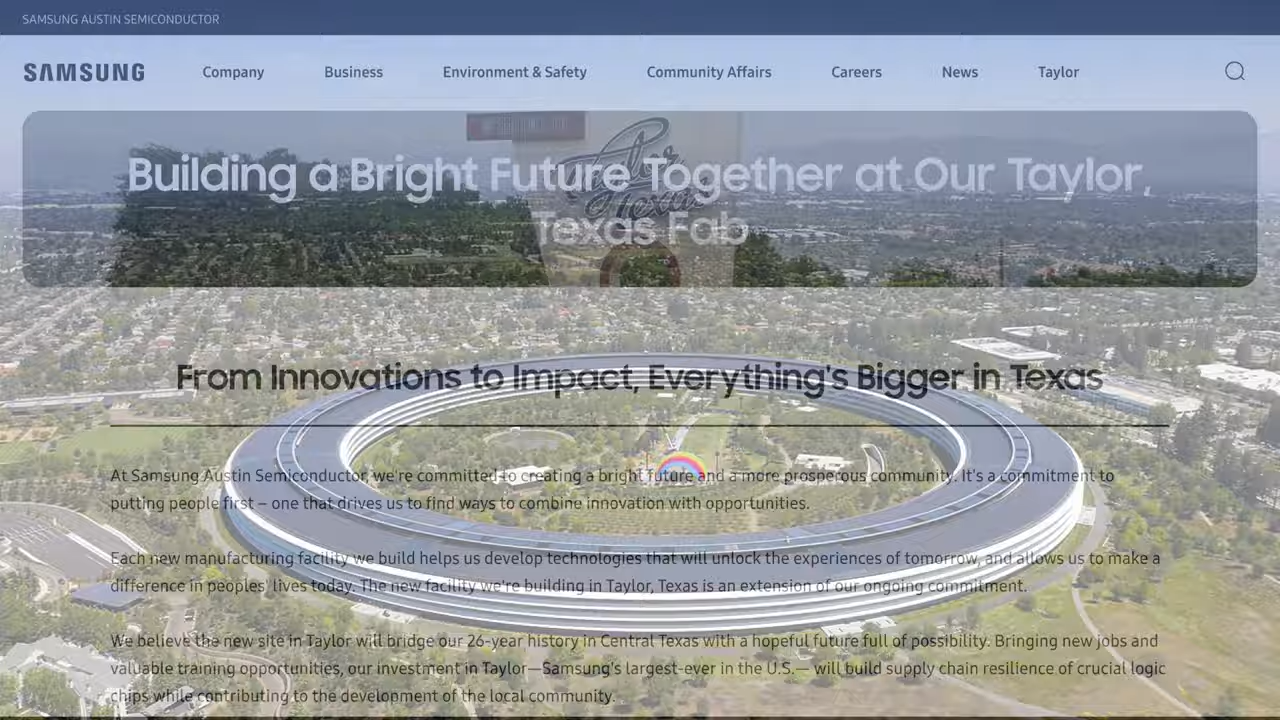 SAMSUNG AUSTIN SEMICONDUCTOR
SAMSUNG Company Business Environment & Safety Community Affairs Careers News Taylor
Taylor
Texas
Building a Bright Future Together at Our Taylor,
Texas Fab
From Innovations to Impact, Everything's Bigger in Texas
At Samsung Austin Semiconductor, we're committed to creating a bright future and a more prosperous community. It's a commitment to
putting people first – one that drives us to find ways to combine innovation with opportunities.
Each new manufacturing facility we build helps us develop technologies that will unlock the experiences of tomorrow, and allows us to make a
difference in peoples' lives today. The new facility we're building in Taylor, Texas is an extension of our ongoing commitment.
We believe the new site in Taylor will bridge our 26-year history in Central Texas with a hopeful future full of possibility. Bringing new jobs and
valuable training opportunities, our investment in Taylor—Samsung's largest-ever in the U.S.— will build supply chain resilience of crucial logic
chips while contributing to the development of the local community.